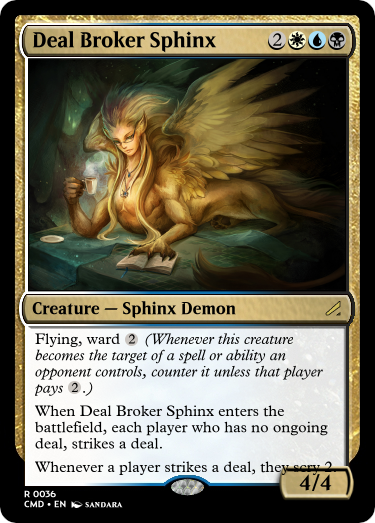 Deal Broker Sphinx 2
Creature — Sphinx Demon
Flying, ward 2 (Whenever this creature
becomes the target of a spell or ability an
opponent controls, counter it unless that player
pays 2.)
When Deal Broker Sphinx enters the
battlefield, each player who has no ongoing
deal, strikes a deal.
Whenever a player strikes a deal, they scry 2.
4/4
R 0036
CMD • EN SANDARA